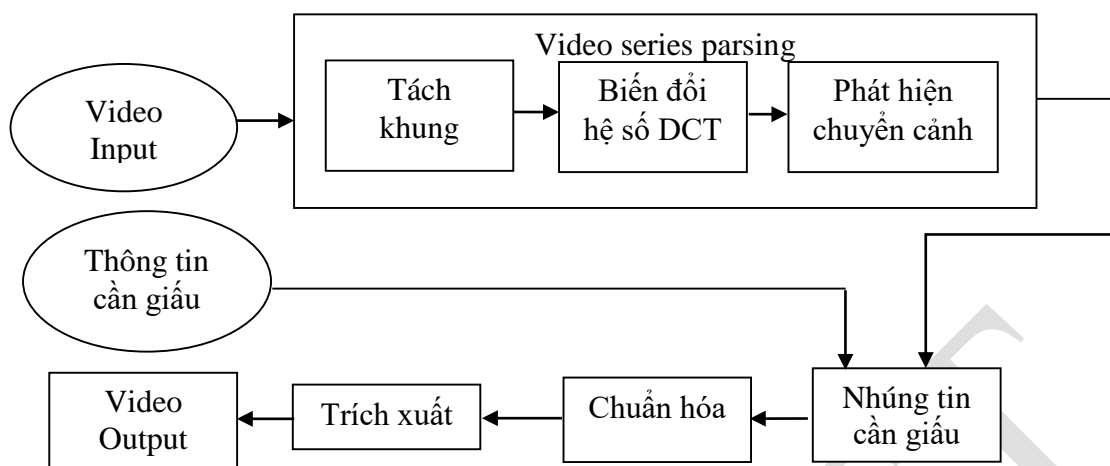 Video series parsing
Video
Input
Tách
khung
Biến đổi
hệ số DCT
Phát hiện
chuyển cảnh
Thông tin
cần giấu
Video
Output
Trích xuất
Chuẩn hóa
Nhúng tin
cần giấu